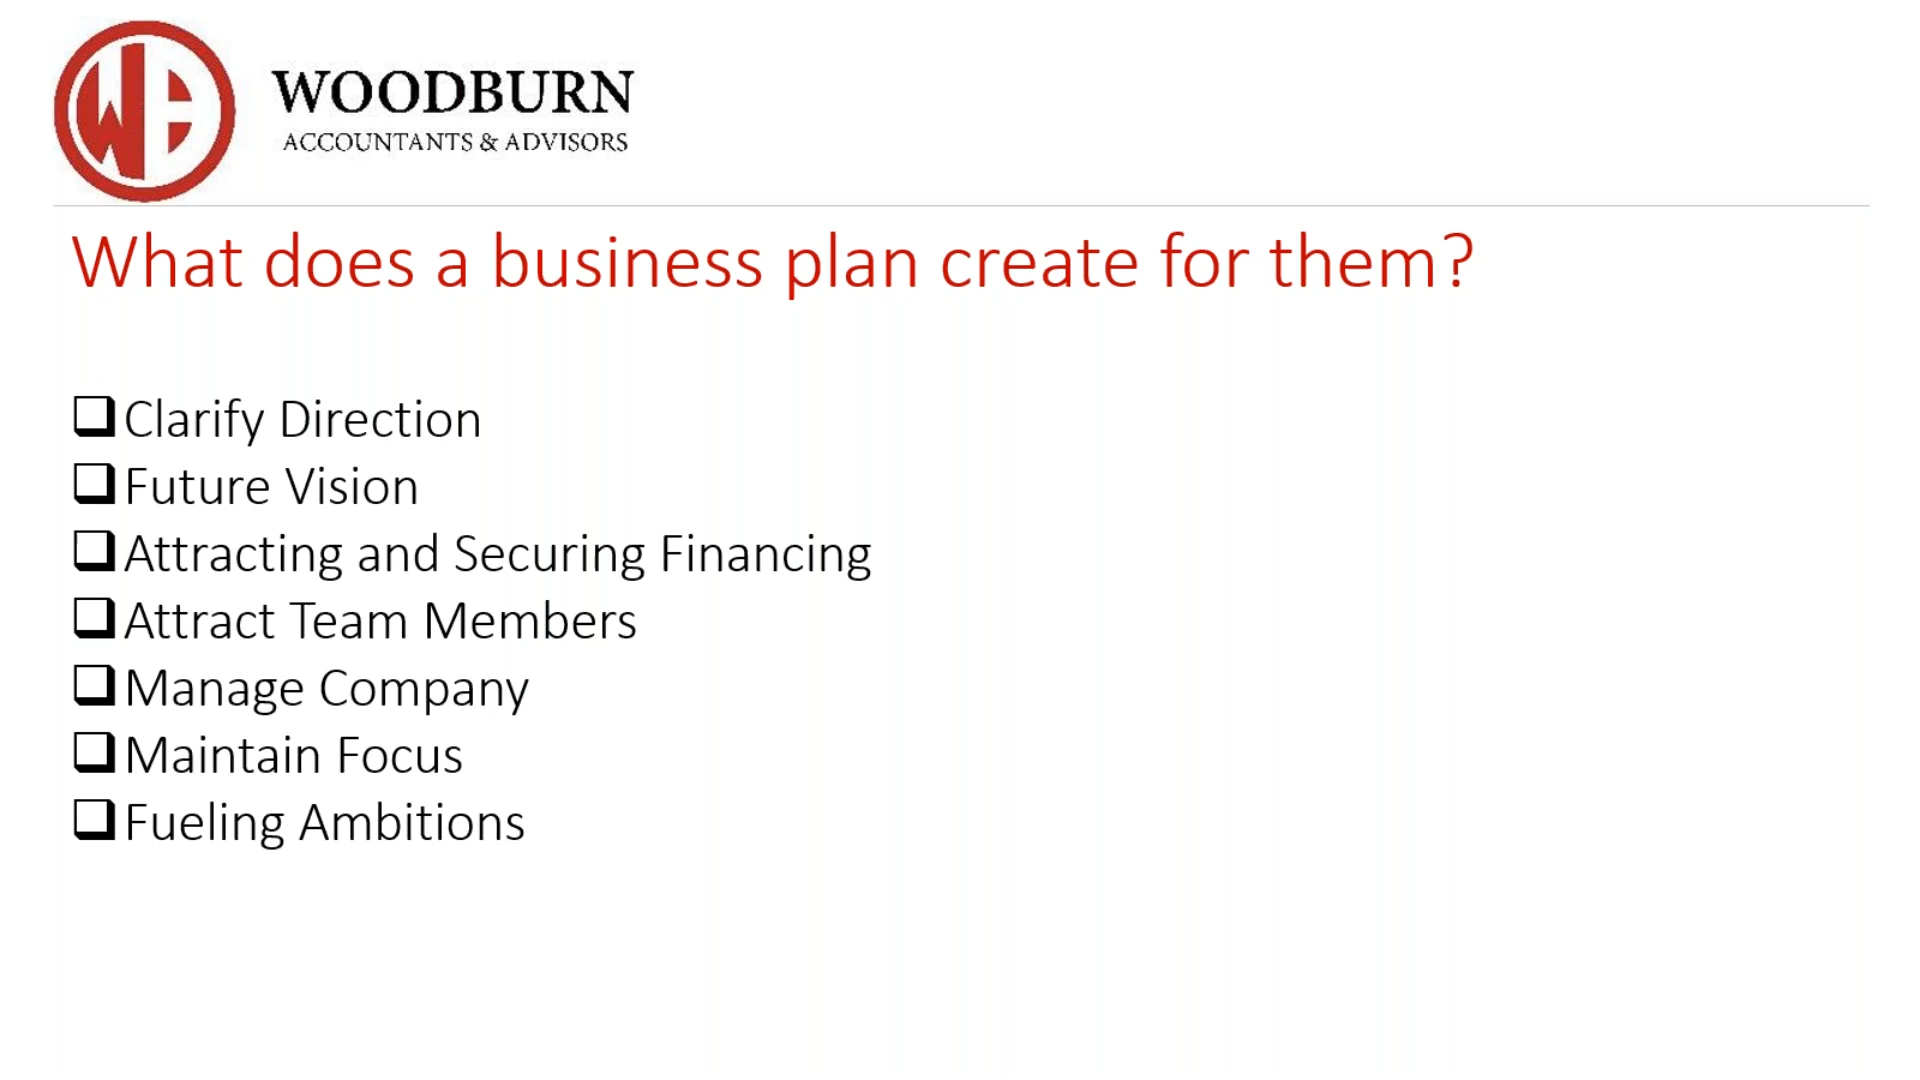 WOODBURN
ACCOUNTANTS & ADVISORS
What does a business plan create for them?
Clarify Direction
Future Vision
Attracting and Securing Financing
Attract Team Members
Manage Company
Maintain Focus
Fueling Ambitions